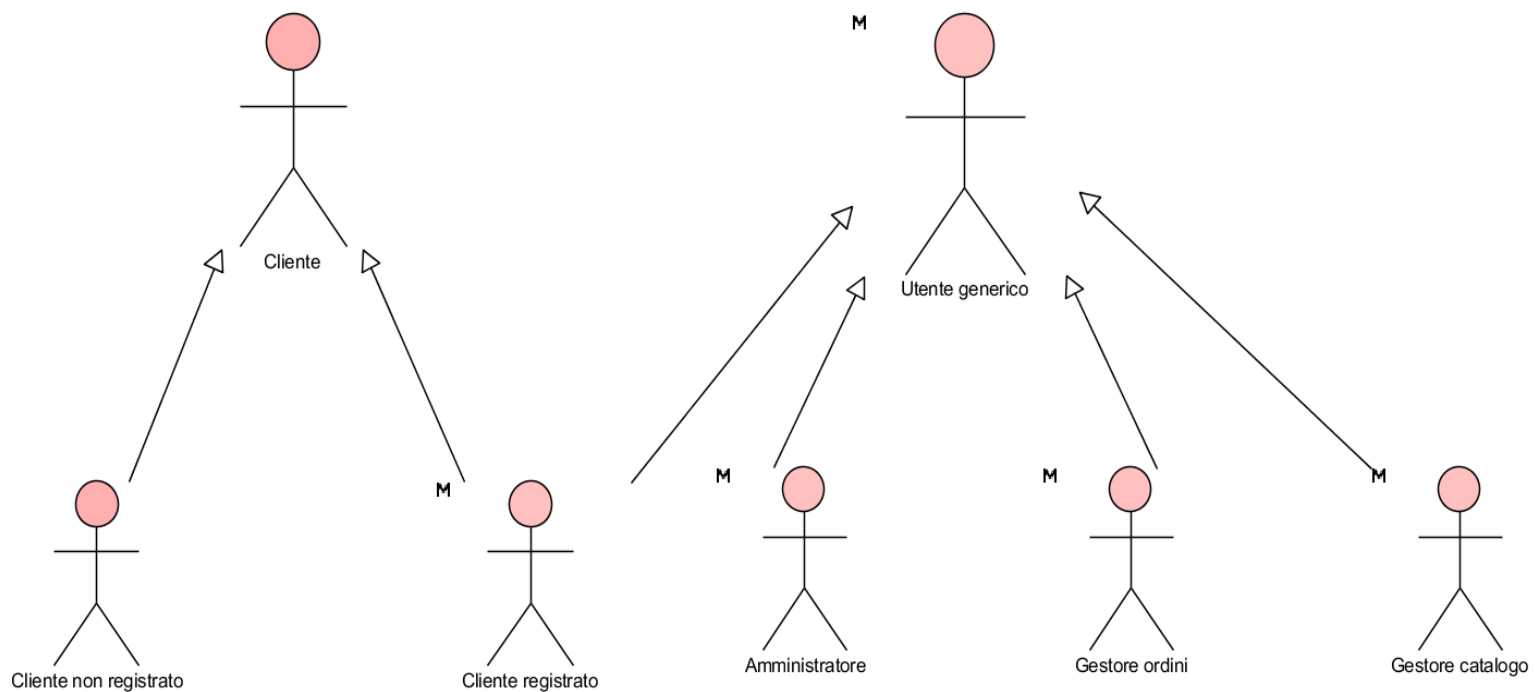 M
Cliente
Utente generico
M
M
M
M
Cliente non registrato
Cliente registrato
Amministratore
Gestore ordini
Gestore catalogo